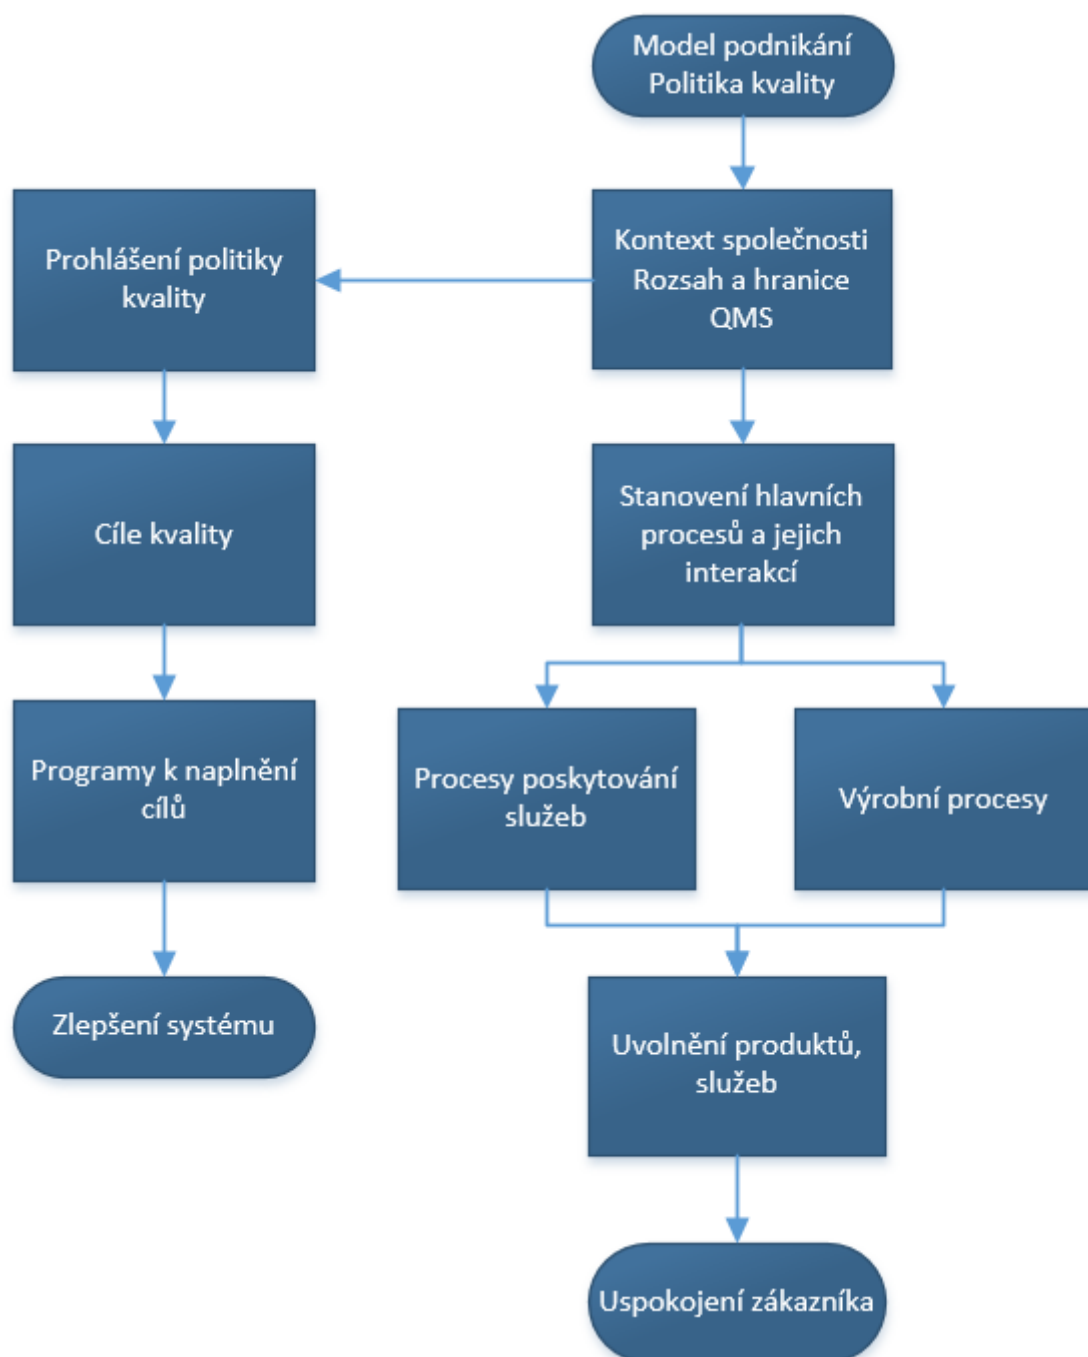 Model podnikání
Politika kvality
Prohlášení politiky
kvality
Kontext společnosti
Rozsah a hranice
QMS
Cíle kvality
Stanovení hlavních
procesů a jejich
interakcí
Programy k naplnění
cílů
Procesy poskytování
služeb
Výrobní procesy
Zlepšení systému
Uvolnění produktů,
služeb
Uspokojení zákazníka